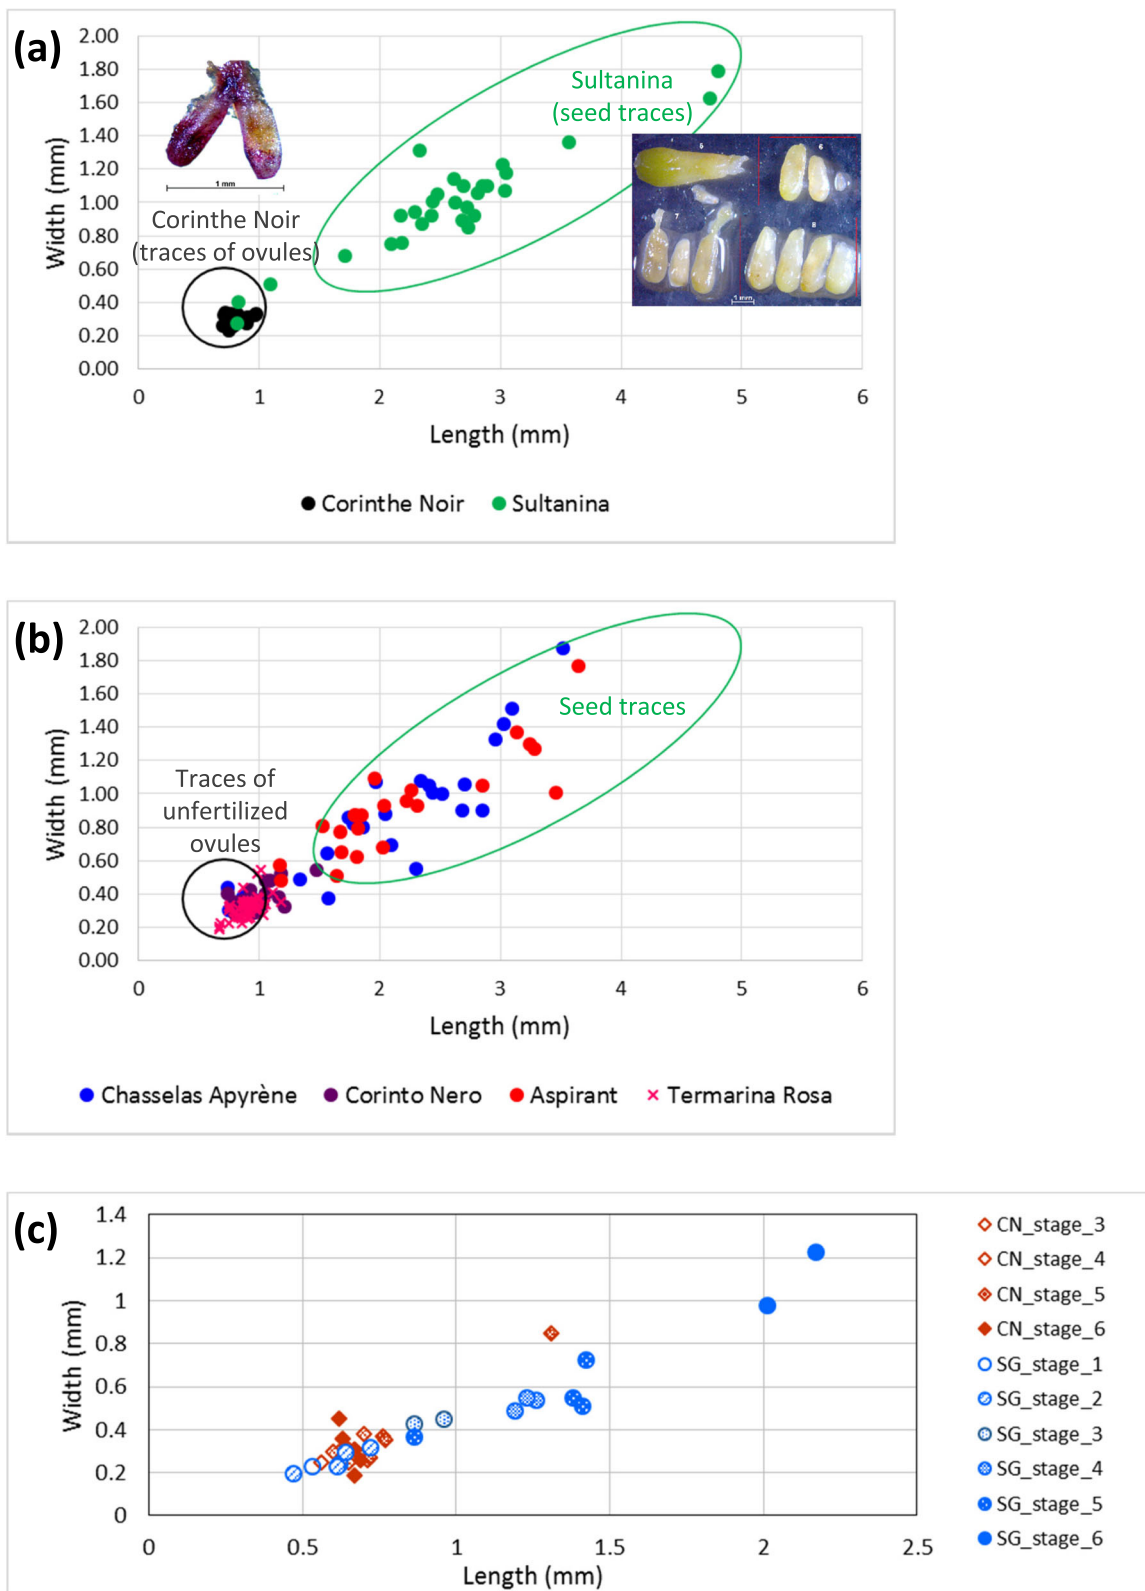 (a)
2.00
1.80
1.60
1.40
1.20
1.00
0.80
0.60
0.40
0.20
0.00
Width (mm)
1 mm
Corinthe Noir
(traces of ovules)
Sultanina
(seed traces)
5
6
7
8
1 mm
0 1 2 3 4 5 6
Length (mm)
Corinthe Noir Sultanina
(b)
2.00
1.80
1.60
1.40
1.20
1.00
0.80
0.60
0.40
0.20
0.00
Width (mm)
Seed traces
Traces of
unfertilized
ovules
0 1 2 3 4 5 6
Length (mm)
Chasselas Apyrène Corinto Nero Aspirant Termarina Rosa
(c)
1.4
1.2
1
0.8
0.6
0.4
0.2
0
Width (mm)
0 0.5 1 1.5 2 2.5
Length (mm)
CN_stage_3
CN_stage_4
CN_stage_5
CN_stage_6
SG_stage_1
SG_stage_2
SG_stage_3
SG_stage_4
SG_stage_5
SG_stage_6